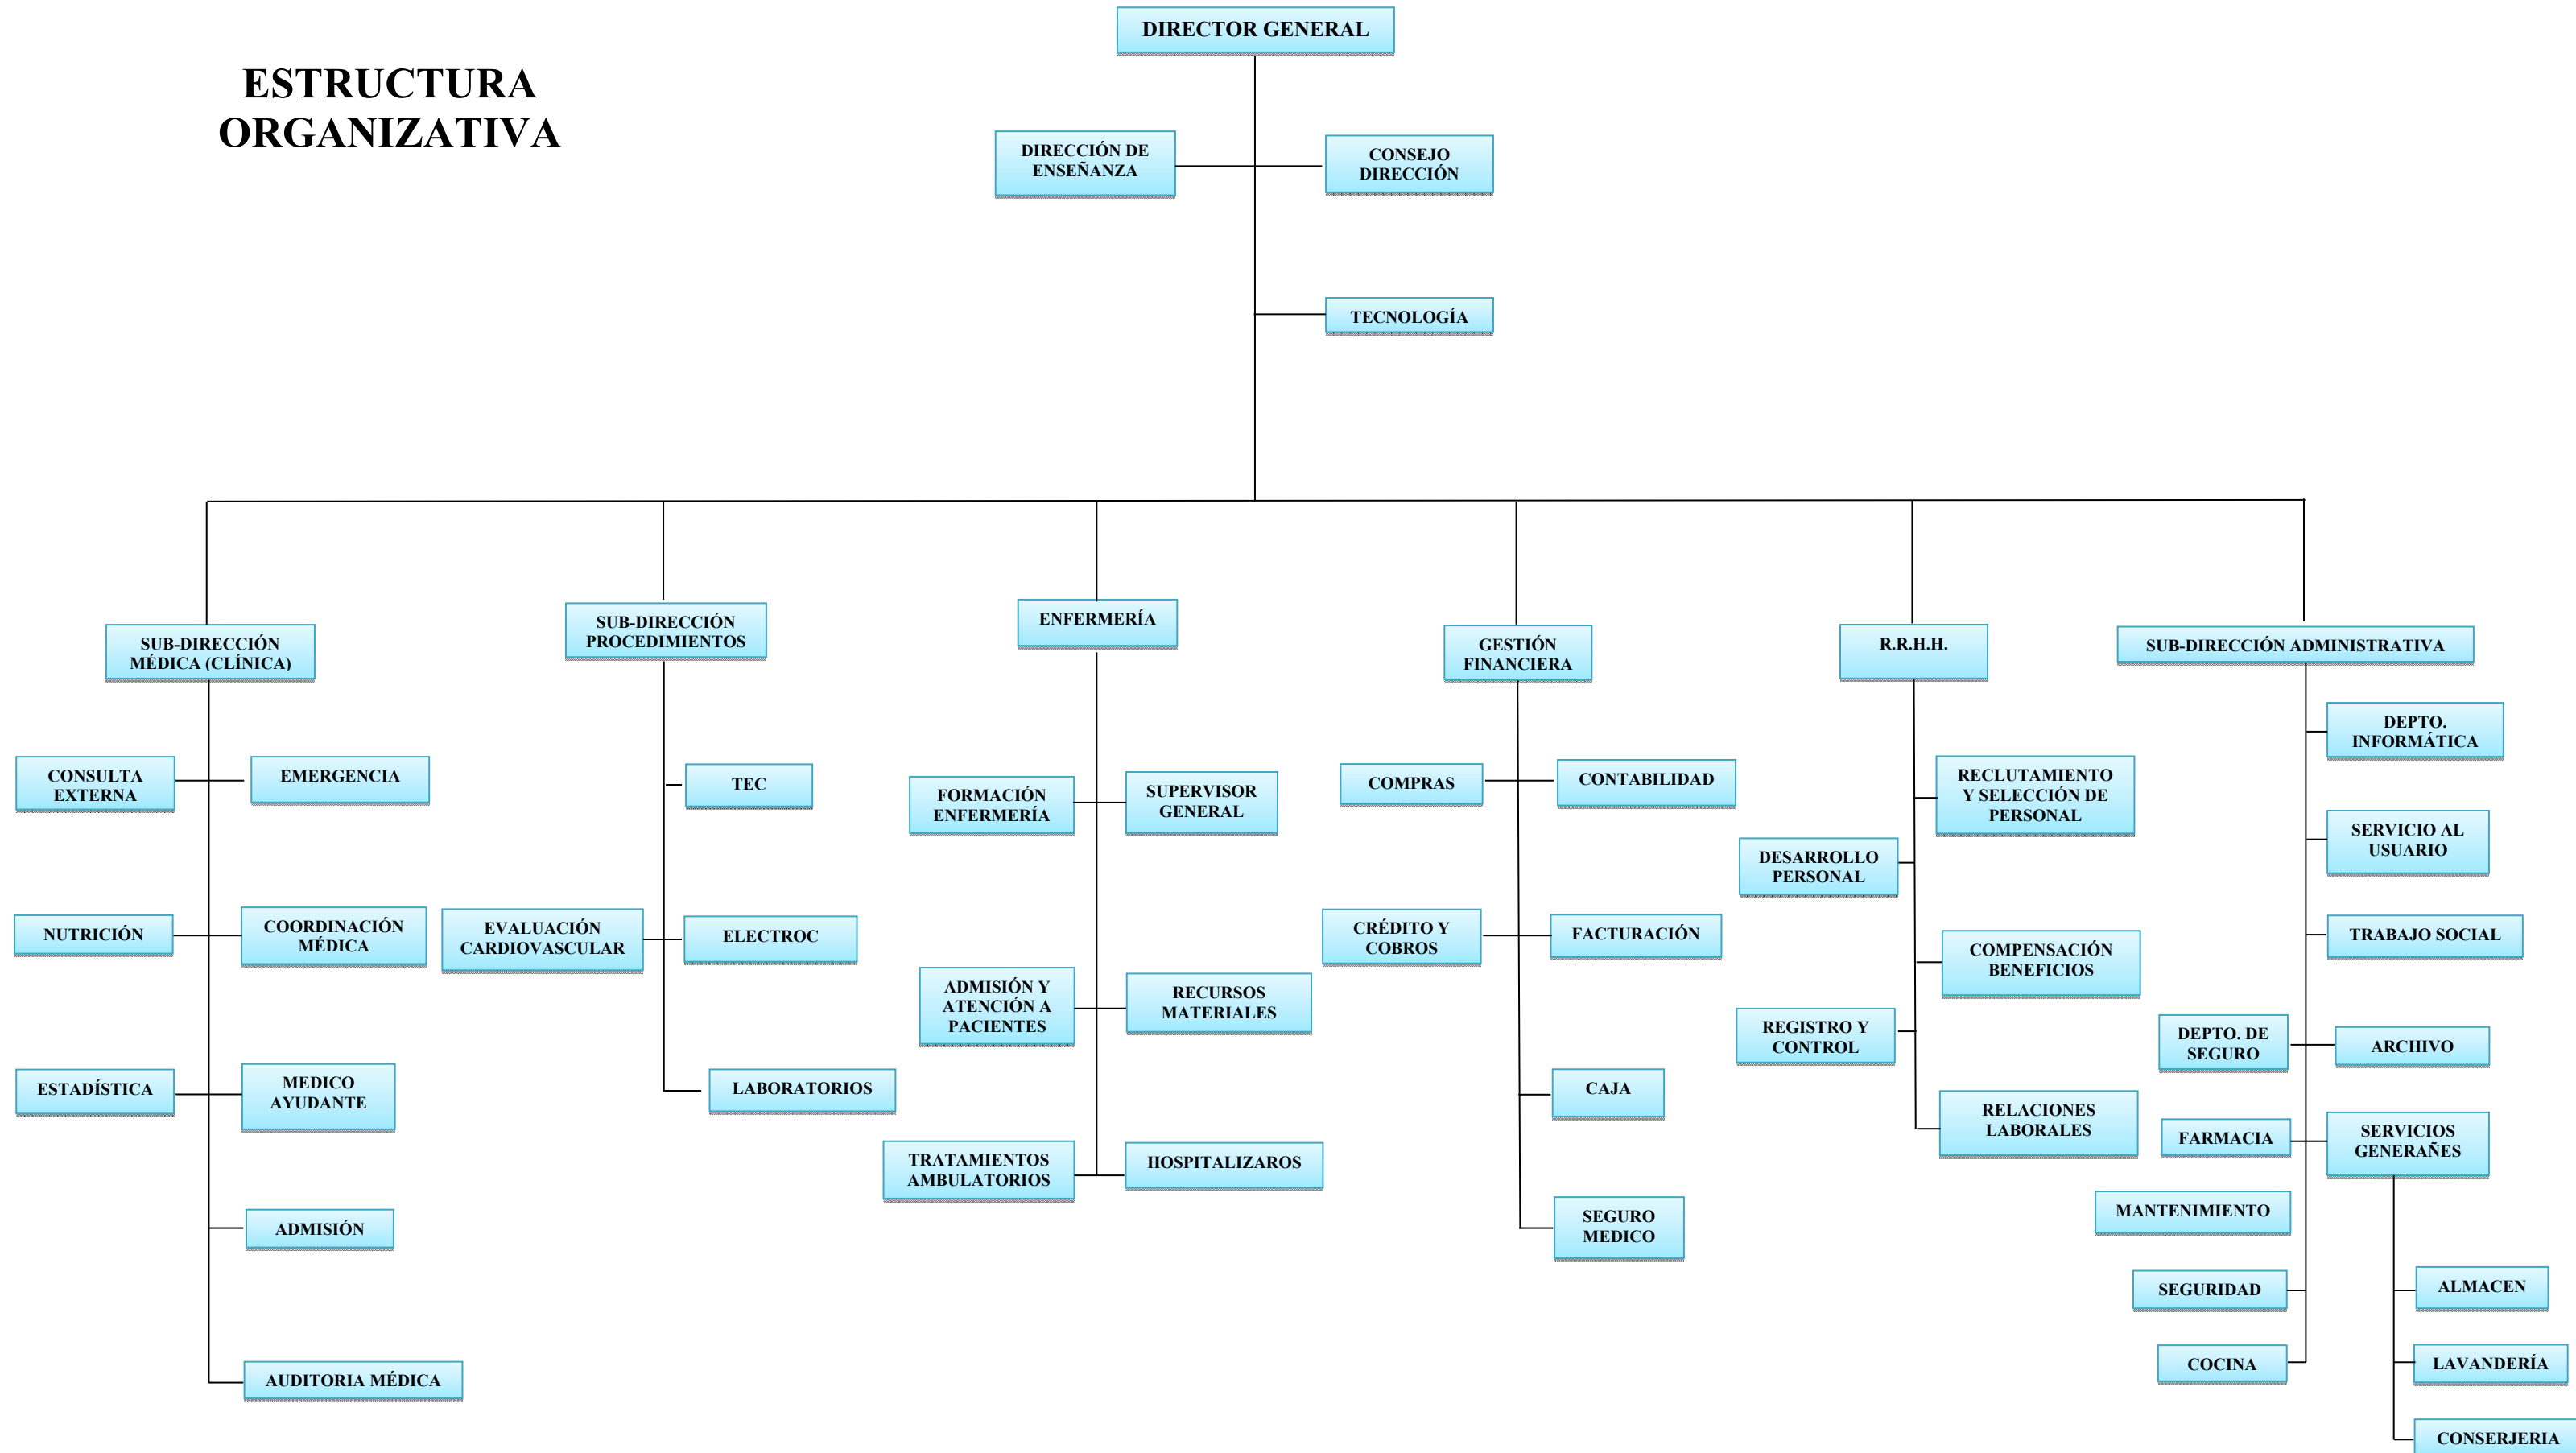 DIRECTOR GENERAL
ESTRUCTURA
ORGANIZATIVA
DIRECCIÓN DE
ENSEÑANZA
CONSEJO
DIRECCIÓN
TECNOLOGÍA
SUB-DIRECCIÓN
MÉDICA (CLÍNICA)
CONSULTA
EXTERNA
EMERGENCIA
NUTRICIÓN
COORDINACIÓN
MÉDICA
ESTADÍSTICA
MEDICO
AYUDANTE
ADMISIÓN
AUDITORIA MÉDICA
SUB-DIRECCIÓN
PROCEDIMIENTOS
TEC
EVALUACIÓN
CARDIOVASCULAR
ELECTROC
LABORATORIOS
ENFERMERÍA
FORMACIÓN
ENFERMERÍA
SUPERVISOR
GENERAL
ADMISIÓN Y
ATENCIÓN A
PACIENTES
RECURSOS
MATERIALES
TRATAMIENTOS
AMBULATORIOS
HOSPITALIZAROS
GESTIÓN
FINANCIERA
COMPRAS
CONTABILIDAD
CRÉDITO Y
COBROS
FACTURACIÓN
CAJA
SEGURO
MEDICO
R.R.H.H.
RECLUTAMIENTO
Y SELECCIÓN DE
PERSONAL
DESARROLLO
PERSONAL
COMPENSACIÓN
BENEFICIOS
REGISTRO Y
CONTROL
RELACIONES
LABORALES
SUB-DIRECCIÓN ADMINISTRATIVA
DEPTO.
INFORMÁTICA
SERVICIO AL
USUARIO
TRABAJO SOCIAL
DEPTO. DE
SEGURO
ARCHIVO
FARMACIA
SERVICIOS
GENERAÑES
MANTENIMIENTO
SEGURIDAD
ALMACEN
COCINA
LAVANDERÍA
CONSERJERIA